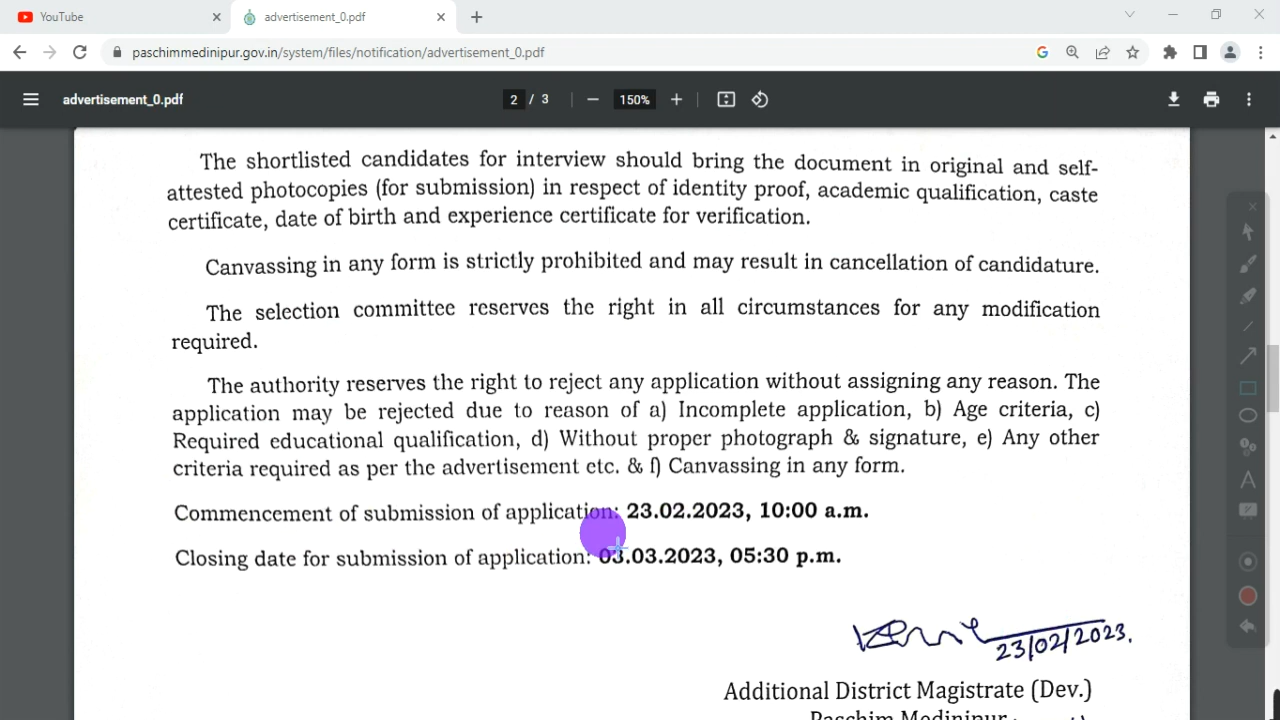 YouTube
advertisement_0.pdf
paschimmedinipur.gov.in/system/files/notification/advertisement_0.pdf
advertisement_0.pdf
2 / 3
150%
The shortlisted candidates for interview should bring the document in original and self-
attested photocopies (for submission) in respect of identity proof, academic qualification, caste
certificate, date of birth and experience certificate for verification.
Canvassing in any form is strictly prohibited and may result in cancellation of candidature.
The selection committee reserves the right in all circumstances for any modification
required.
The authority reserves the right to reject any application without assigning any reason. The
application may be rejected due to reason of a) Incomplete application, b) Age criteria, c)
Required educational qualification, d) Without proper photograph & signature, e) Any other
criteria required as per the advertisement etc. & f) Canvassing in any form.
Commencement of submission of application: 23.02.2023, 10:00 a.m.
Closing date for submission of application: 03.03.2023, 05:30 p.m.
23/02/2023.
Additional District Magistrate (Dev.)
Paschim Medinipur